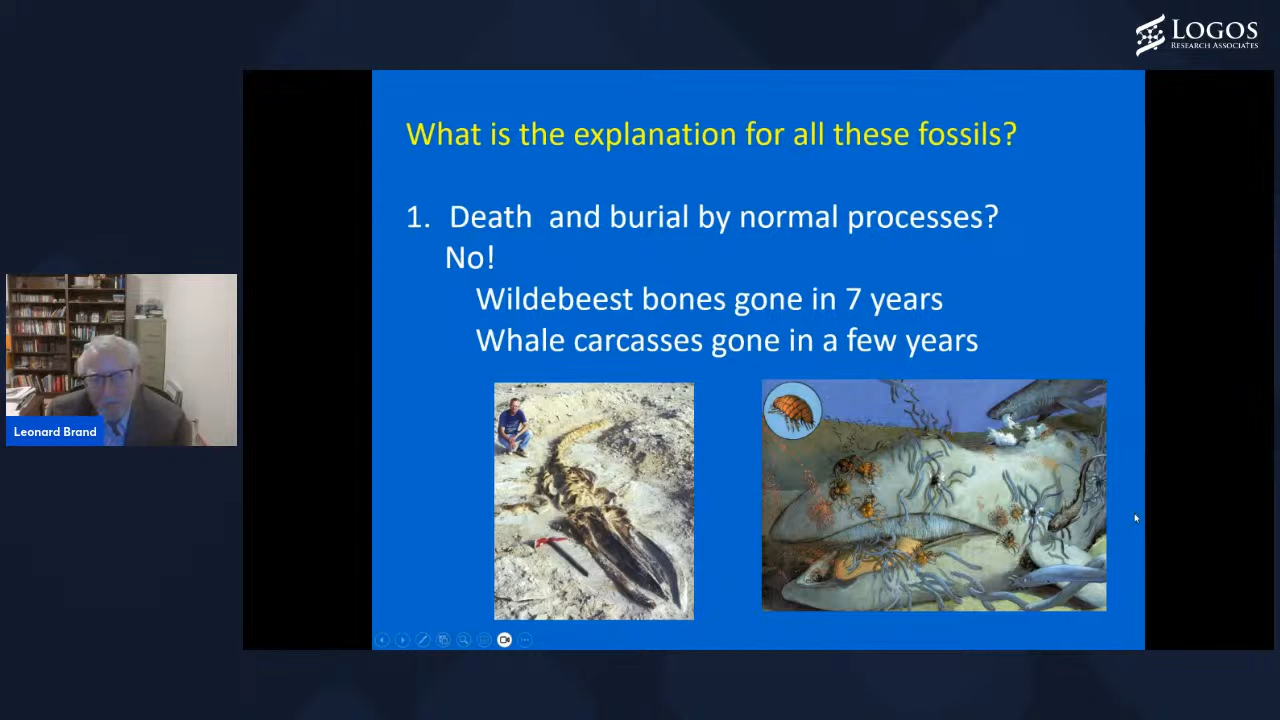 LOGOS
RESEARCH ASSOCIATES
What is the explanation for all these fossils?
1. Death and burial by normal processes?
No!
Wildebeest bones gone in 7 years
Whale carcasses gone in a few years
Leonard Brand